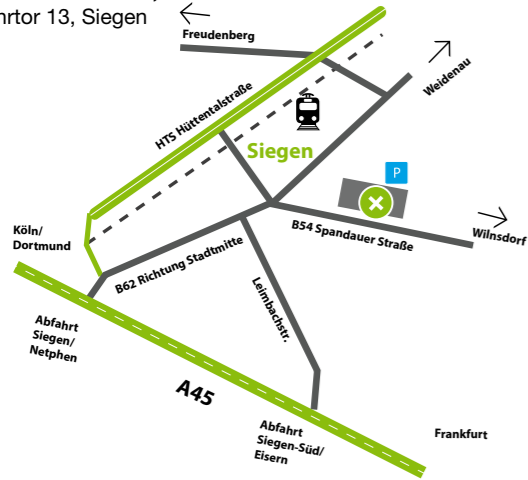 rtor 13, Siegen
Freudenberg
Weidenau
HTS Hüttentalstraße
Siegen
P
Wilnsdorf
B54 Spandauer Straße
Köln/
Dortmund
B62 Richtung Stadtmitte
Leimbachstr.
Abfahrt
Siegen/
Netphen
A45
Abfahrt
Siegen-Süd/
Eisern
Frankfurt